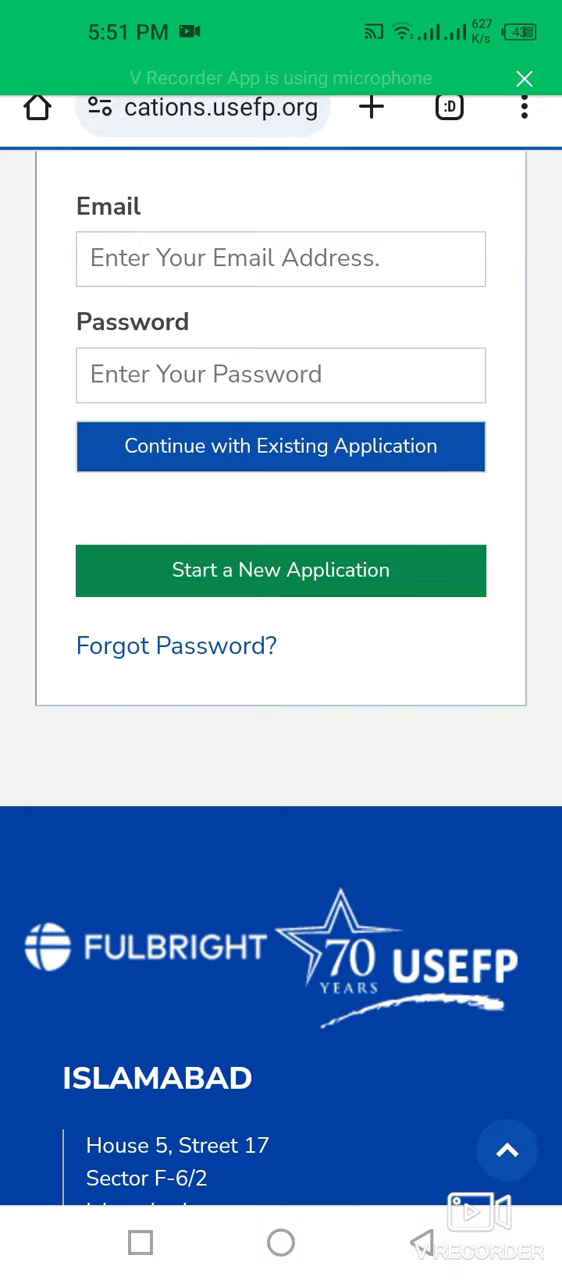 5:51 PM
627
K/s
43
V Recorder App is using microphone
cations.usefp.org
:D
Email
Enter Your Email Address.
Password
Enter Your Password
Continue with Existing Application
Start a New Application
Forgot Password?
FULBRIGHT
70
YEARS
USEFP
ISLAMABAD
House 5, Street 17
Sector F-6/2
V RECORDER